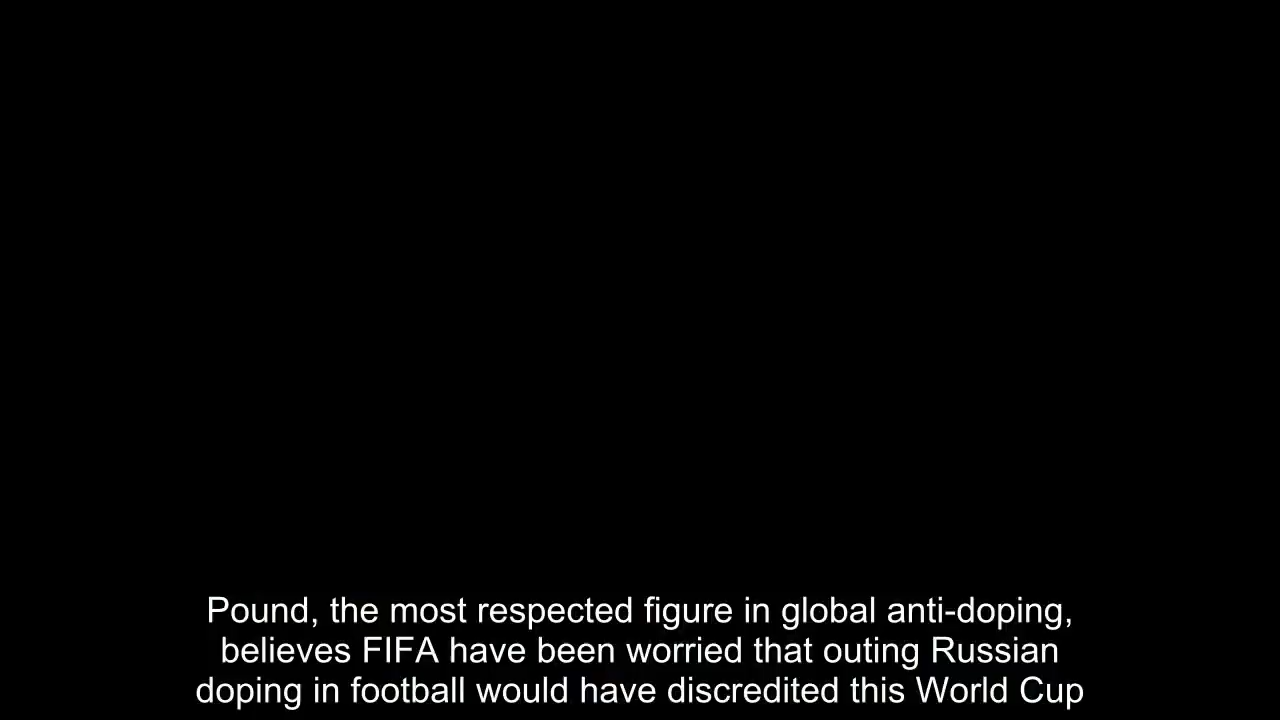 Pound, the most respected figure in global anti-doping,
believes FIFA have been worried that outing Russian
doping in football would have discredited this World Cup